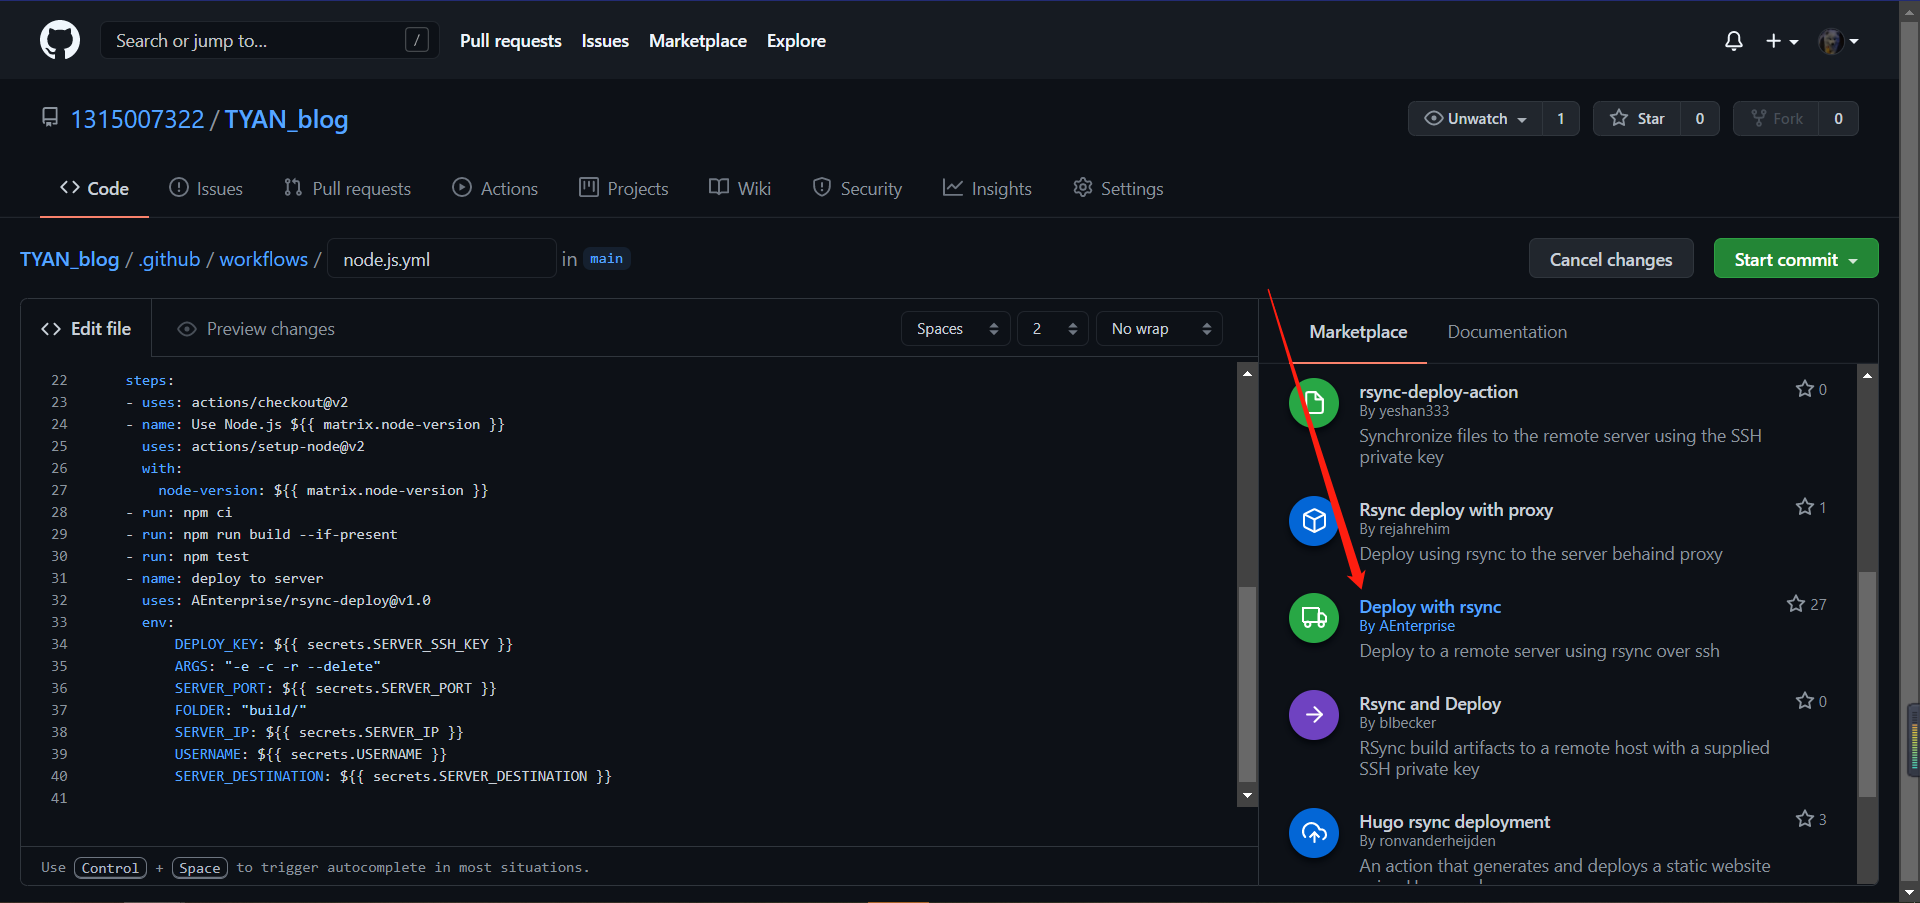 Search or jump to... /
Pull requests Issues Marketplace Explore
1315007322 / TYAN_blog
Unwatch 1 Star 0 Fork 0
Code Issues Pull requests Actions Projects Wiki Security Insights Settings
TYAN_blog / .github / workflows / node.js.yml in main
Cancel changes Start commit
Edit file Preview changes
Spaces 2 No wrap
22 steps:
23 - uses: actions/checkout@v2
24 - name: Use Node.js ${{ matrix.node-version }}
25 uses: actions/setup-node@v2
26 with:
27 node-version: ${{ matrix.node-version }}
28 - run: npm ci
29 - run: npm run build --if-present
30 - run: npm test
31 - name: deploy to server
32 uses: AEnterprise/rsync-deploy@v1.0
33 env:
34 DEPLOY_KEY: ${{ secrets.SERVER_SSH_KEY }}
35 ARGS: "-e -c -r --delete"
36 SERVER_PORT: ${{ secrets.SERVER_PORT }}
37 FOLDER: "build/"
38 SERVER_IP: ${{ secrets.SERVER_IP }}
39 USERNAME: ${{ secrets.USERNAME }}
40 SERVER_DESTINATION: ${{ secrets.SERVER_DESTINATION }}
41
Use Control + Space to trigger autocomplete in most situations.
Marketplace Documentation
rsync-deploy-action 0
By yeshan333
Synchronize files to the remote server using the SSH
private key
Rsync deploy with proxy 1
By rejahrehim
Deploy using rsync to the server behaind proxy
Deploy with rsync 27
By AEnterprise
Deploy to a remote server using rsync over ssh
Rsync and Deploy 0
By blbecker
RSync build artifacts to a remote host with a supplied
SSH private key
Hugo rsync deployment 3
By ronvanderheijden
An action that generates and deploys a static website